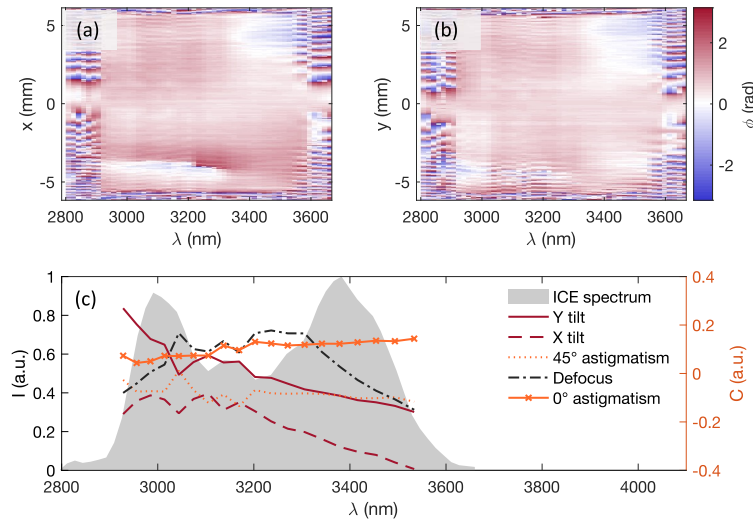 (a)
5
0
-5
x (mm)
2800 3000 3200 3400 3600
λ (nm)
(b)
5
0
-5
y (mm)
2800 3000 3200 3400 3600
λ (nm)
2
0
-2
ϕ (rad)
(c)
1
0.8
0.6
0.4
0.2
0
I (a.u.)
2800 3000 3200 3400 3600 3800 4000
λ (nm)
0.4
0.2
0
-0.2
-0.4
C (a.u.)
ICE spectrum
Y tilt
X tilt
45° astigmatism
Defocus
0° astigmatism